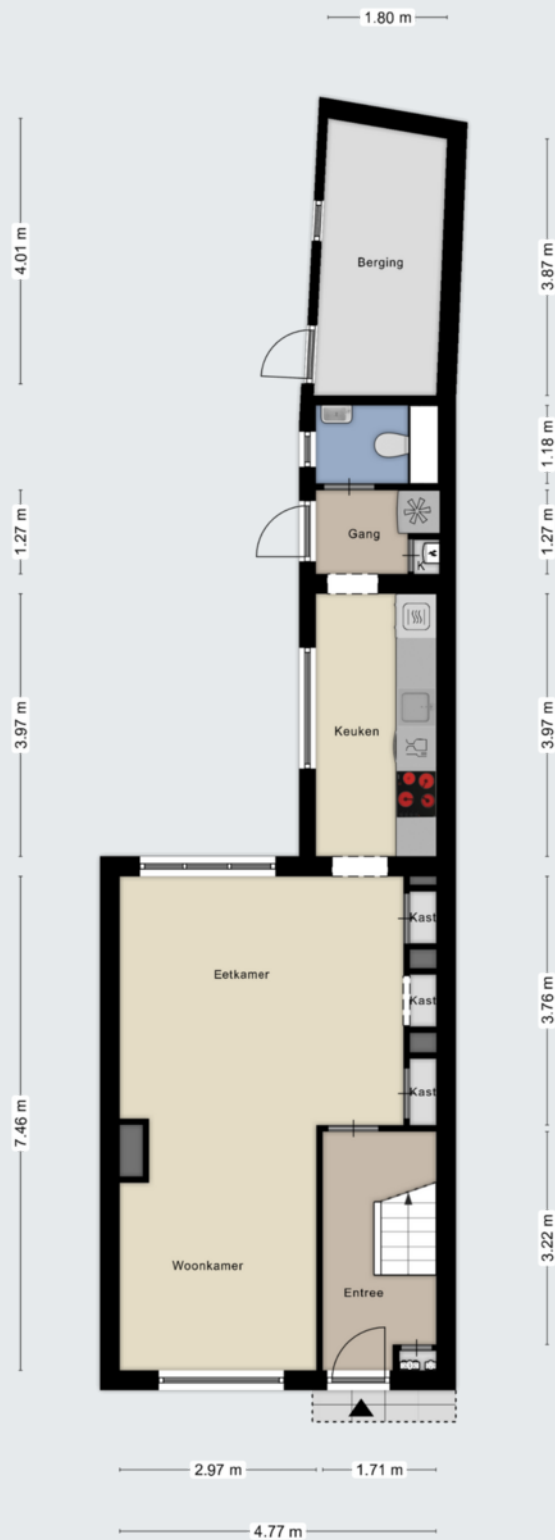 1.80 m
4.01 m
3.87 m
Berging
1.18 m
1.27 m
Gang
1.27 m
K
3.97 m
Keuken
3.97 m
Kast
Eetkamer
Kast
3.76 m
Kast
7.46 m
3.22 m
Woonkamer
Entree
2.97 m
1.71 m
4.77 m